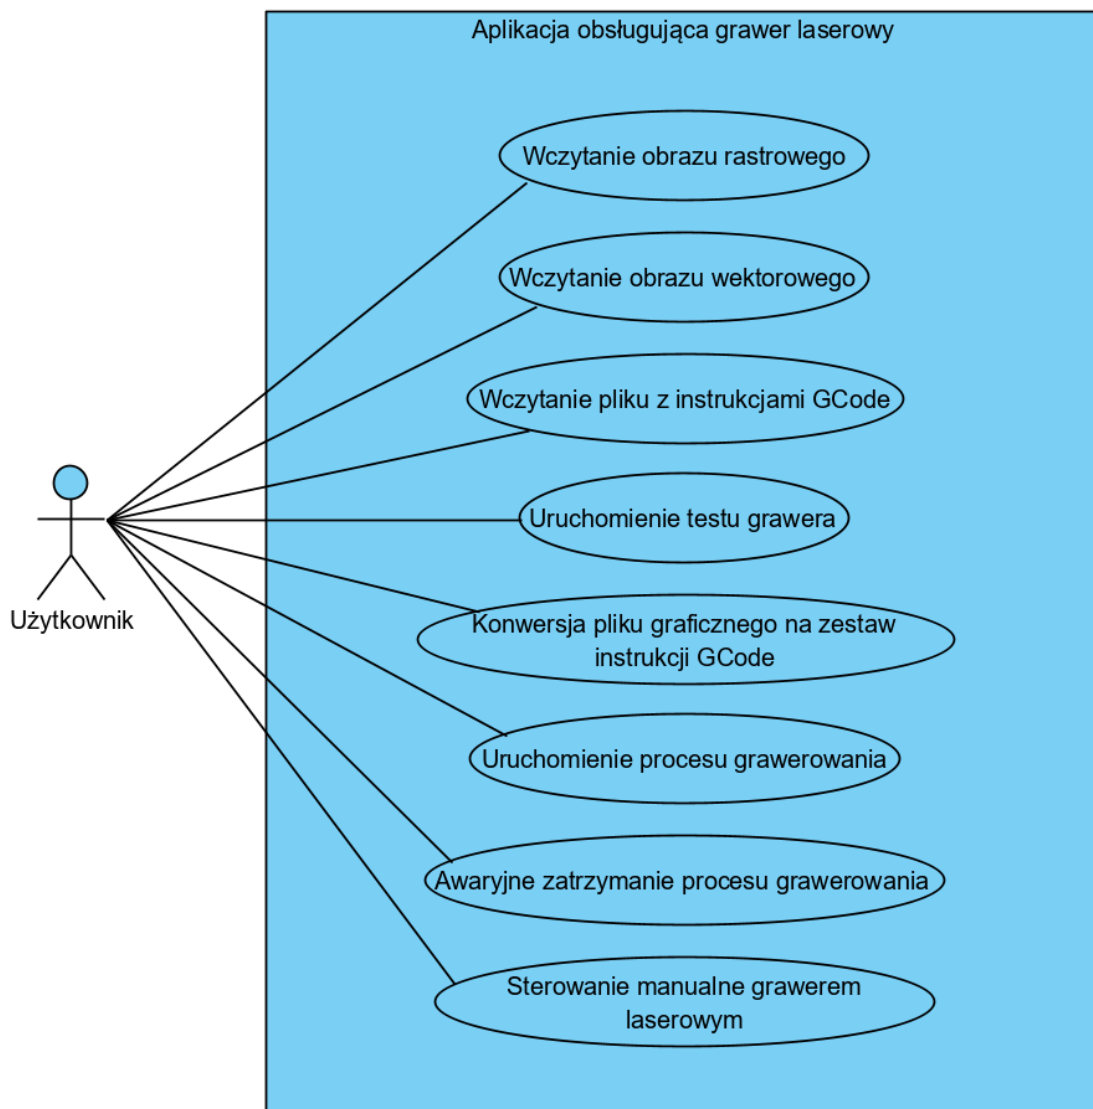 Aplikacja obsługująca grawer laserowy
Wczytanie obrazu rastrowego
Wczytanie obrazu wektorowego
Wczytanie pliku z instrukcjami GCode
Uruchomienie testu grawera
Użytkownik
Konwersja pliku graficznego na zestaw
instrukcji GCode
Uruchomienie procesu grawerowania
Awaryjne zatrzymanie procesu grawerowania
Sterowanie manualne grawerem
laserowym